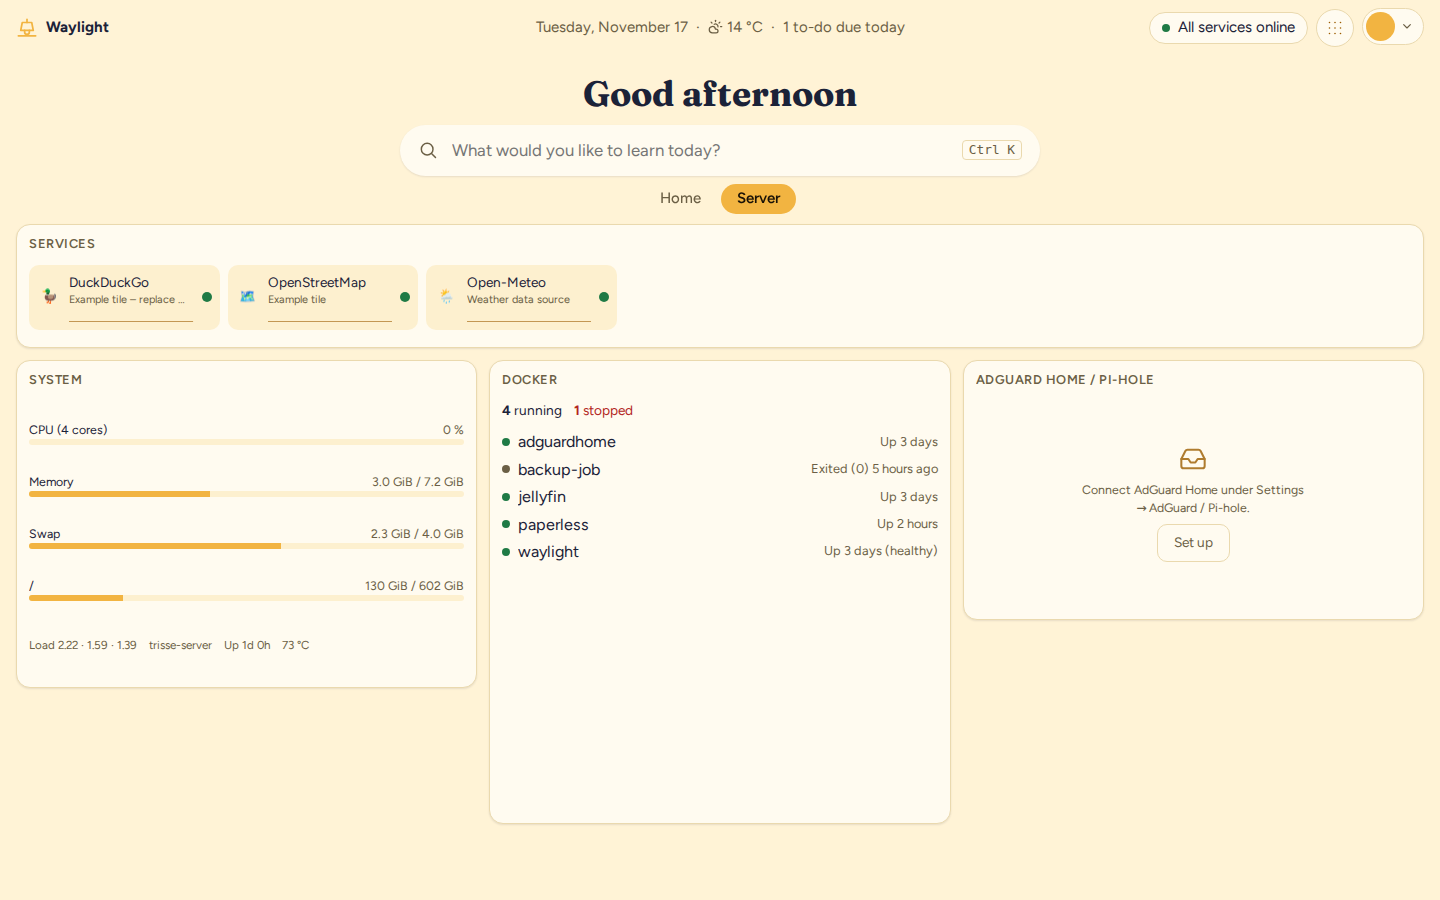 Waylight
Tuesday, November 17 · 14 °C · 1 to-do due today
All services online
Good afternoon
What would you like to learn today?
Ctrl K
Home
Server
SERVICES
DuckDuckGo
Example tile – replace ...
OpenStreetMap
Example tile
Open-Meteo
Weather data source
SYSTEM
CPU (4 cores) 0 %
Memory 3.0 GiB / 7.2 GiB
Swap 2.3 GiB / 4.0 GiB
/ 130 GiB / 602 GiB
Load 2.22 · 1.59 · 1.39 trisse-server Up 1d 0h 73 °C
DOCKER
4 running 1 stopped
adguardhome Up 3 days
backup-job Exited (0) 5 hours ago
jellyfin Up 3 days
paperless Up 2 hours
waylight Up 3 days (healthy)
ADGUARD HOME / PI-HOLE
Connect AdGuard Home under Settings
→ AdGuard / Pi-hole.
Set up